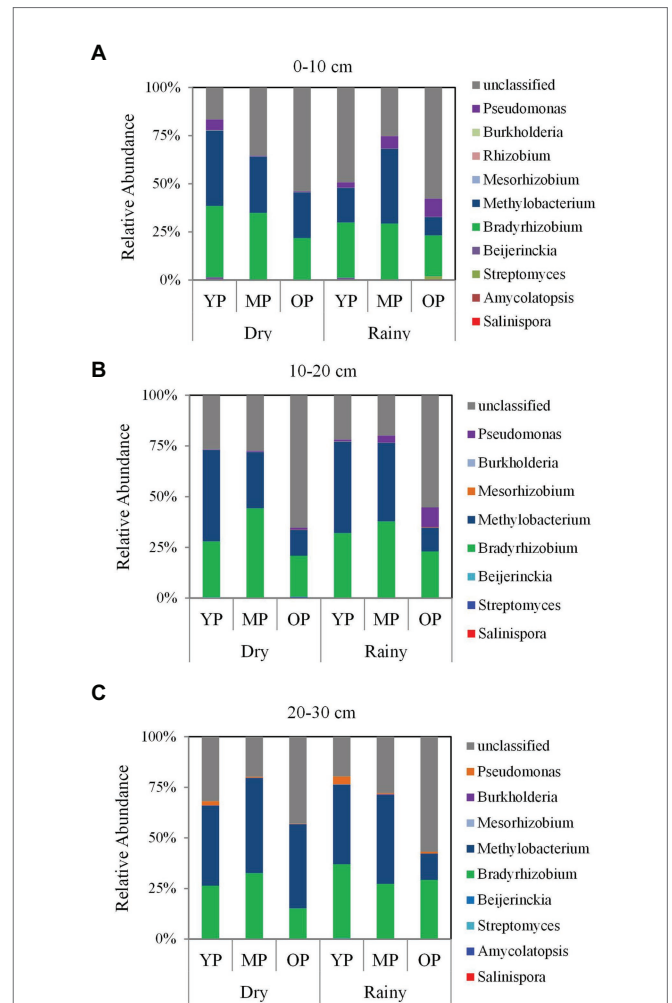 A
0-10 cm
Relative Abundance
100%
75%
50%
25%
0%
YP MP OP YP MP OP
Dry Rainy
unclassified
Pseudomonas
Burkholderia
Rhizobium
Mesorhizobium
Methylobacterium
Bradyrhizobium
Beijerinckia
Streptomyces
Amycolatopsis
Salinispora
B
10-20 cm
Relative Abundance
100%
75%
50%
25%
0%
YP MP OP YP MP OP
Dry Rainy
unclassified
Pseudomonas
Burkholderia
Mesorhizobium
Methylobacterium
Bradyrhizobium
Beijerinckia
Streptomyces
Salinispora
C
20-30 cm
Relative Abundance
100%
75%
50%
25%
0%
YP MP OP YP MP OP
Dry Rainy
unclassified
Pseudomonas
Burkholderia
Mesorhizobium
Methylobacterium
Bradyrhizobium
Beijerinckia
Streptomyces
Amycolatopsis
Salinispora